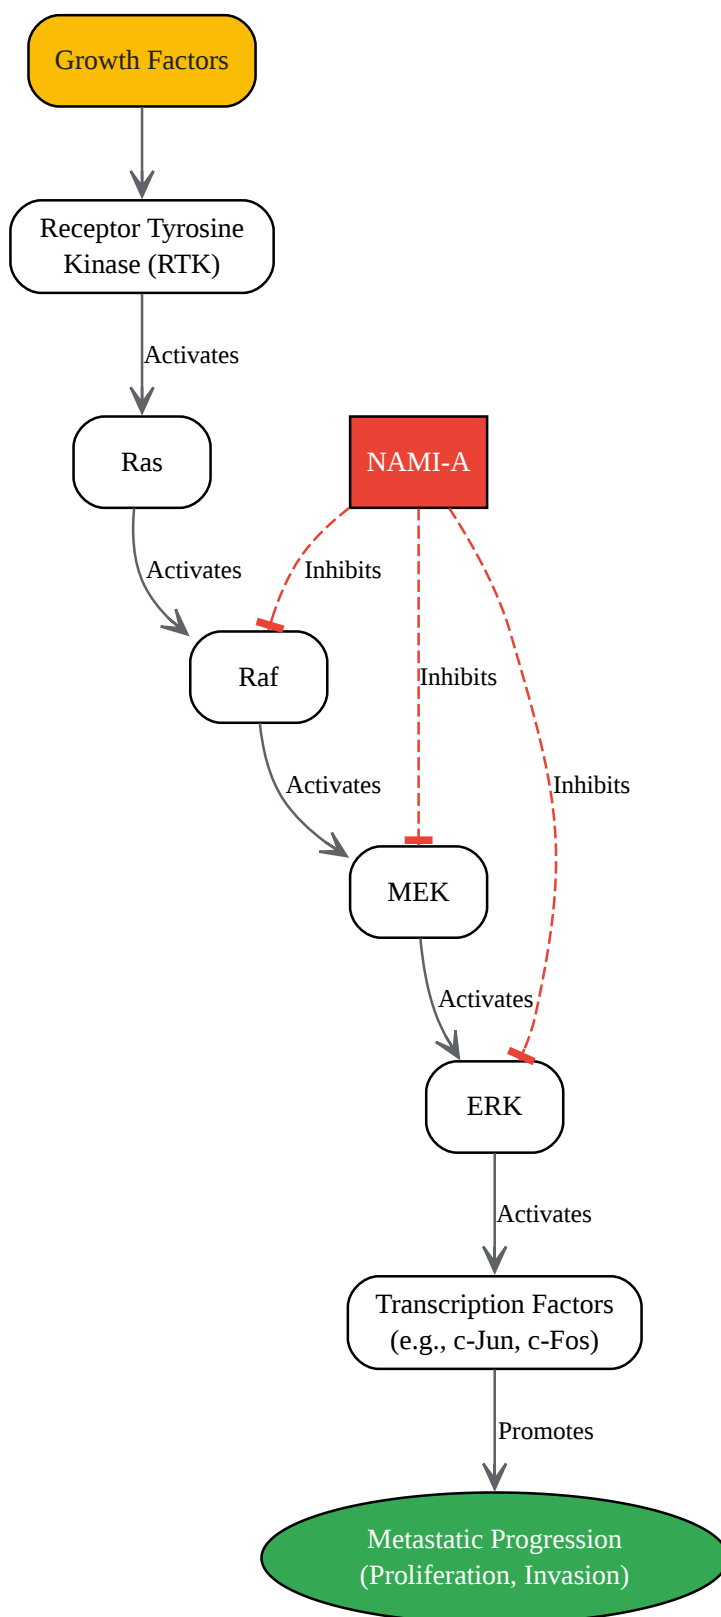 Growth Factors
Receptor Tyrosine
Kinase (RTK)
Activates
Ras
NAMI-A
Activates
Inhibits
Raf
Inhibits
Activates
Inhibits
MEK
Activates
ERK
Activates
Transcription Factors
(e.g., c-Jun, c-Fos)
Promotes
Metastatic Progression
(Proliferation, Invasion)